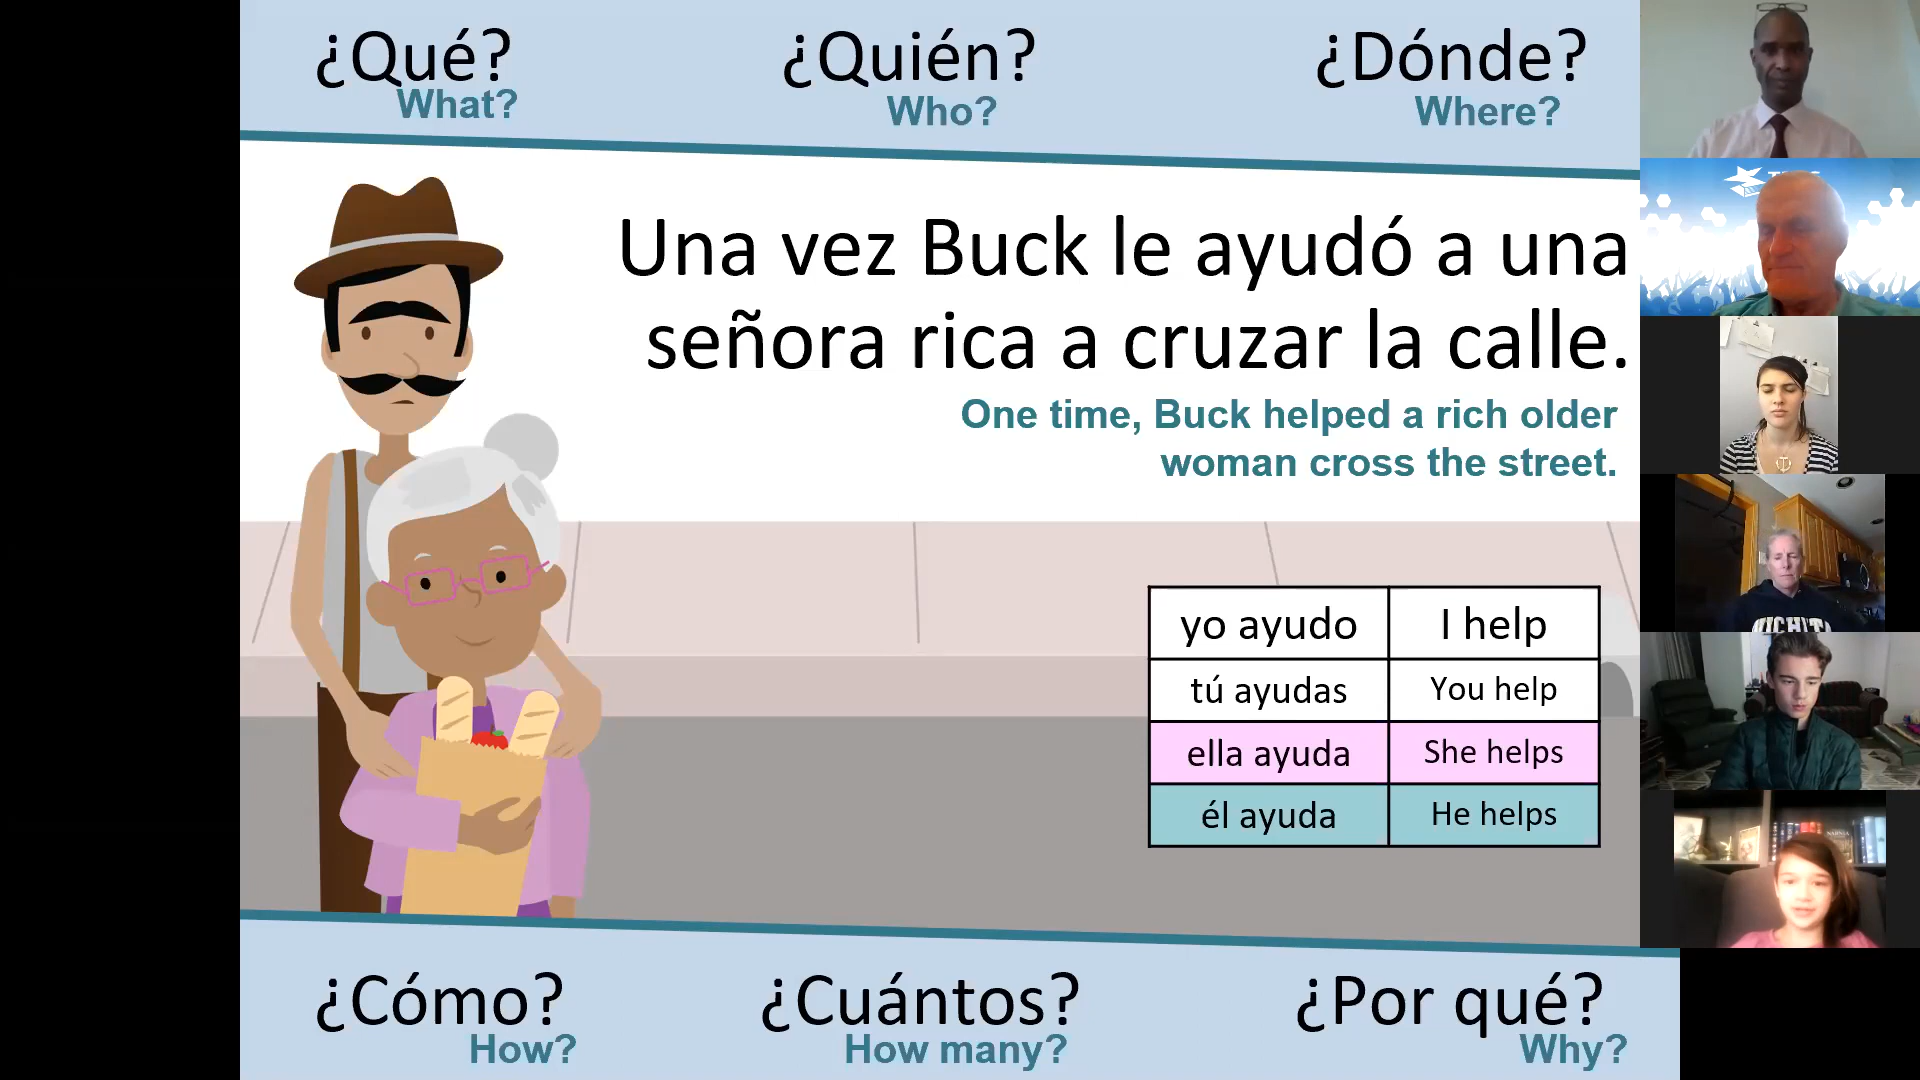 ¿Qué?
What?
¿Quién?
Who?
¿Dónde?
Where?
Una vez Buck le ayudó a una
señora rica a cruzar la calle.
One time, Buck helped a rich older
woman cross the street.
yo ayudo I help
tú ayudas You help
ella ayuda She helps
él ayuda He helps
¿Cómo?
How?
¿Cuántos?
How many?
¿Por qué?
Why?